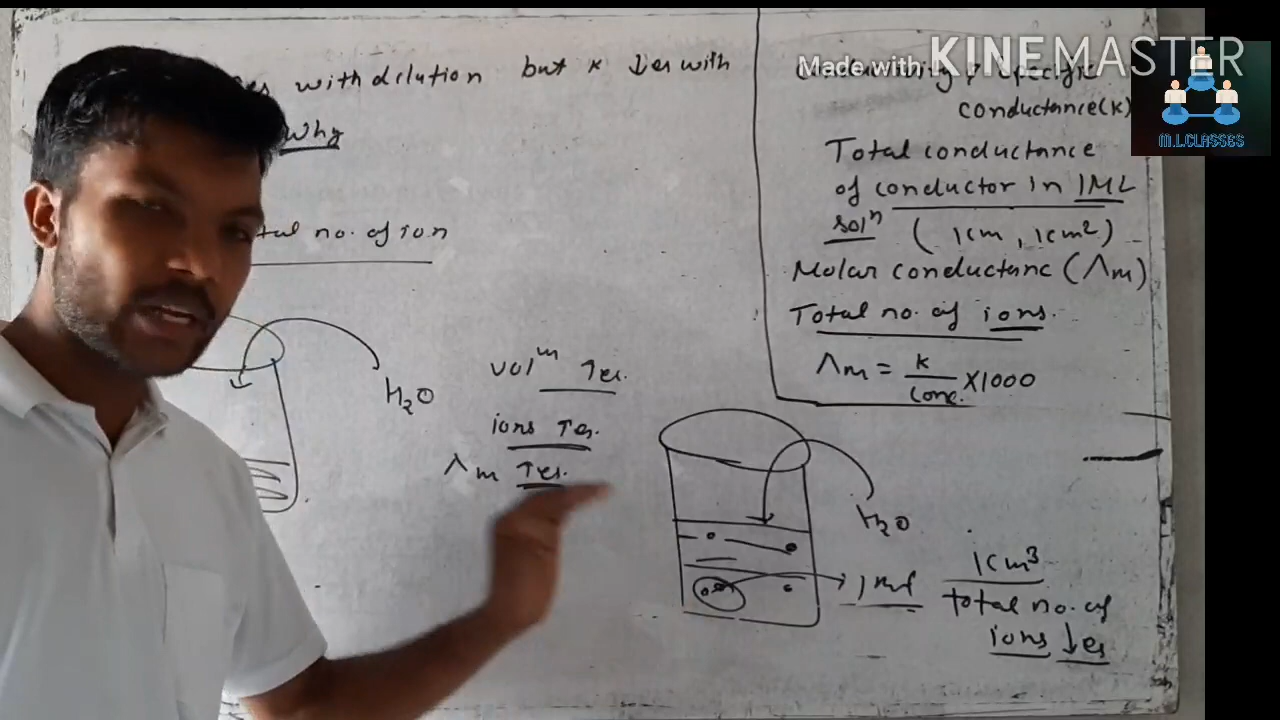 with dilution but κ ↓es with
Why
no. of ion
H₂O
volᵐ ↑es.
ions ↑es.
Λm ↑es.
Made with KINEMASTER
M.L.CLASSES
conductance(κ)
Total conductance
of conductor in 1ML
solⁿ (1cm, 1cm²)
Molar conductanc (Λm)
Total no. of ions.
Λm = κ/conc. X1000
H₂O
1ml
1cm³
total no. of
ions ↓es